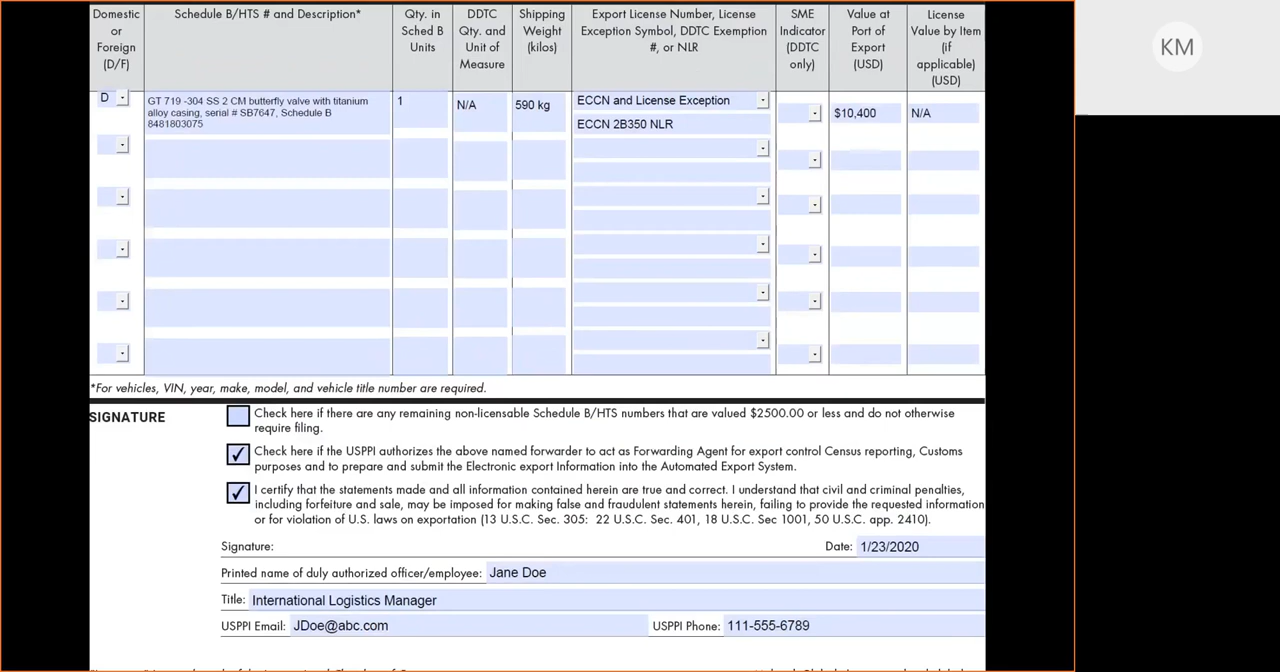 Domestic or Foreign (D/F)
Schedule B/HTS # and Description*
Qty. in Sched B Units
DDTC Qty. and Unit of Measure
Shipping Weight (kilos)
Export License Number, License Exception Symbol, DDTC Exemption #, or NLR
SME Indicator (DDTC only)
Value at Port of Export (USD)
License Value by Item (if applicable) (USD)
KM
D
GT 719 -304 SS 2 CM butterfly valve with titanium
alloy casing, serial # SB7647, Schedule B
8481803075
1
N/A
590 kg
ECCN and License Exception
ECCN 2B350 NLR
$10,400
N/A
*For vehicles, VIN, year, make, model, and vehicle title number are required.
SIGNATURE
Check here if there are any remaining non-licensable Schedule B/HTS numbers that are valued $2500.00 or less and do not otherwise
require filing.
Check here if the USPPI authorizes the above named forwarder to act as Forwarding Agent for export control Census reporting, Customs
purposes and to prepare and submit the Electronic export Information into the Automated Export System.
I certify that the statements made and all information contained herein are true and correct. I understand that civil and criminal penalties,
including forfeiture and sale, may be imposed for making false and fraudulent statements herein, failing to provide the requested information
or for violation of U.S. laws on exportation (13 U.S.C. Sec. 305: 22 U.S.C. Sec. 401, 18 U.S.C. Sec 1001, 50 U.S.C. app. 2410).
Signature:
Date: 1/23/2020
Printed name of duly authorized officer/employee: Jane Doe
Title: International Logistics Manager
USPPI Email: JDoe@abc.com
USPPI Phone: 111-555-6789